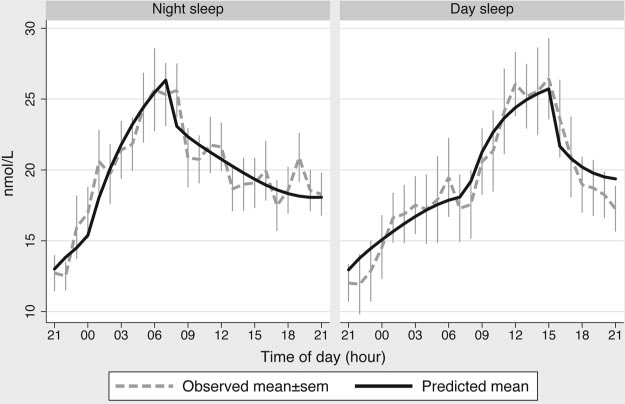 Night sleep
Day sleep
nmol/L
30
25
20
15
10
21 00 03 06 09 12 15 18 21
21 00 03 06 09 12 15 18 21
Time of day (hour)
Observed mean±sem
Predicted mean